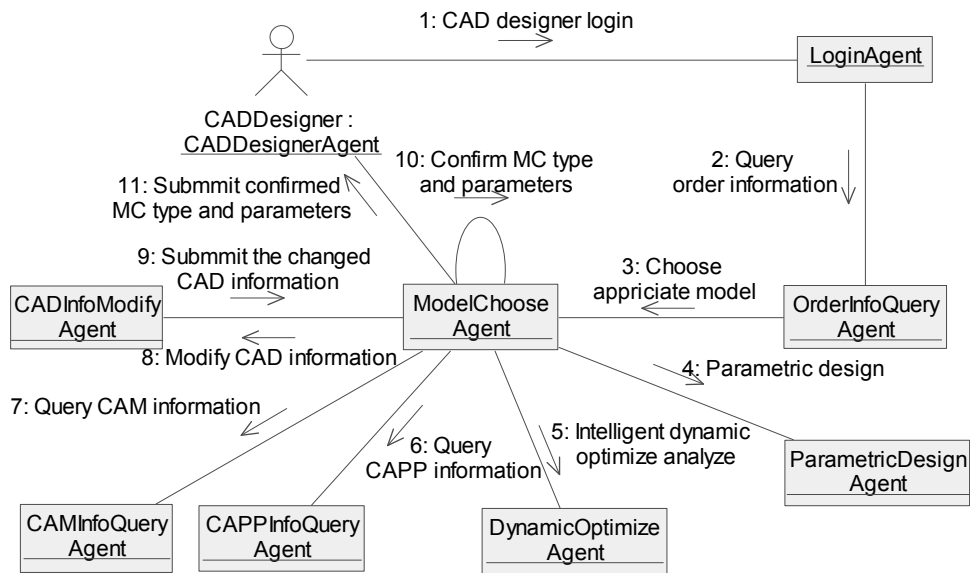 1: CAD designer login
LoginAgent
CADDesigner :
CADDesignerAgent
2: Query
order information
10: Confirm MC type
and parameters
11: Submmit confirmed
MC type and parameters
9: Submmit the changed
CAD information
3: Choose
appriciate model
CADInfoModify
Agent
ModelChoose
Agent
OrderInfoQuery
Agent
8: Modify CAD information
4: Parametric design
7: Query CAM information
6: Query
CAPP information
5: Intelligent dynamic
optimize analyze
ParametricDesign
Agent
CAMInfoQuery
Agent
CAPPInfoQuery
Agent
DynamicOptimize
Agent